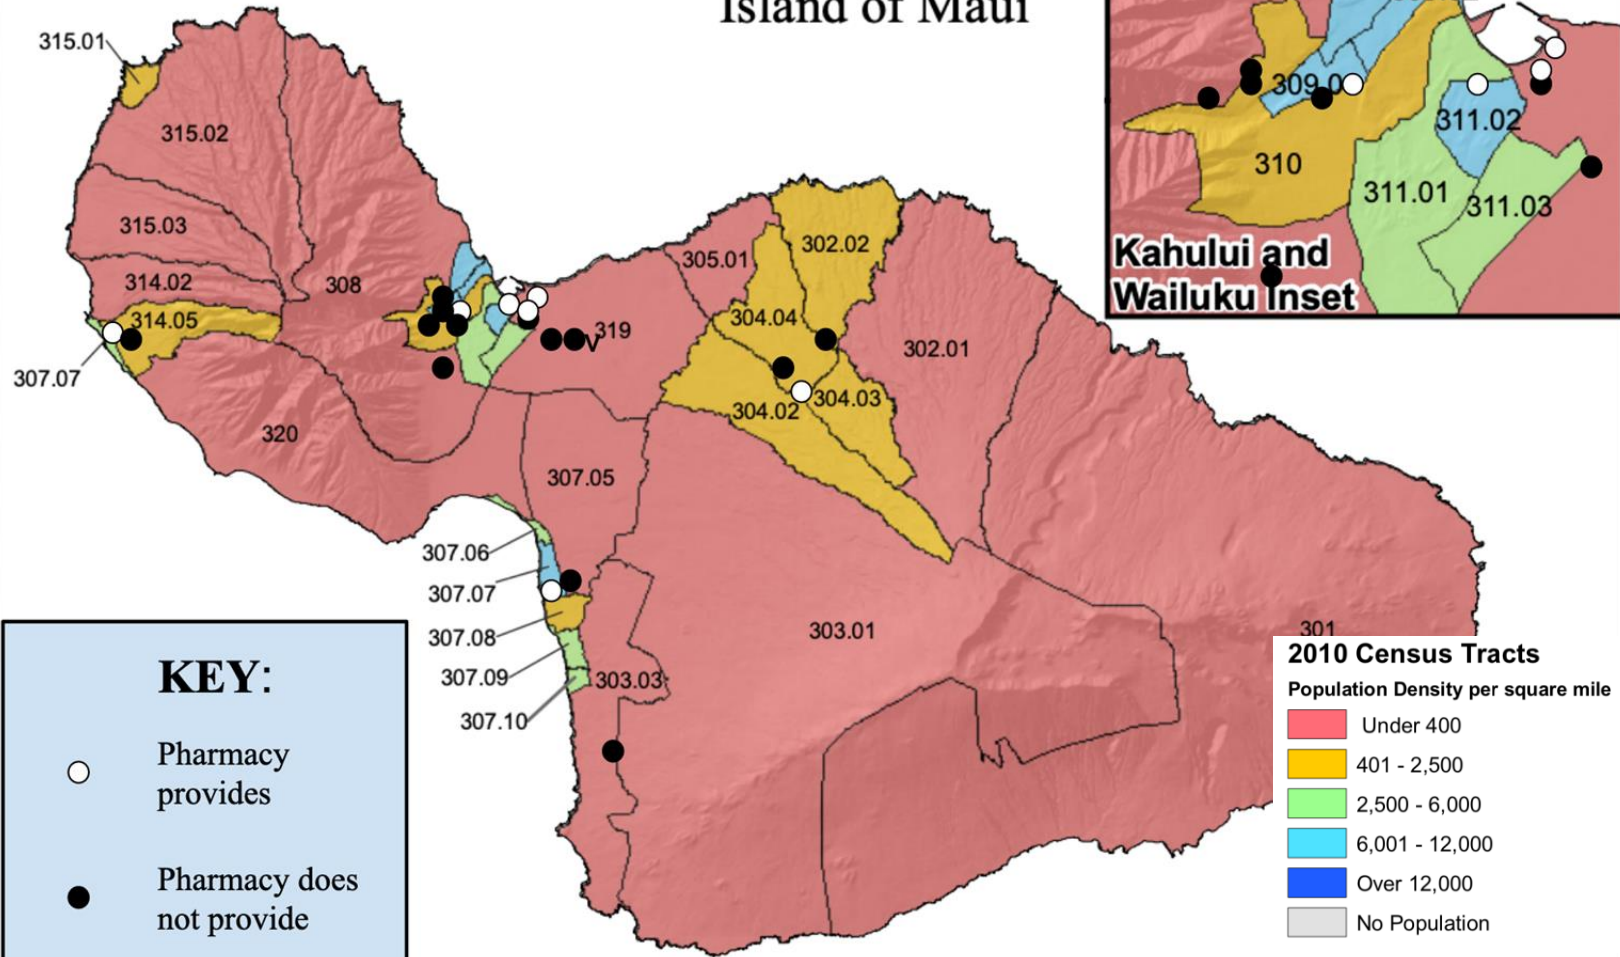 Island of Maui
315.01
315.02
315.03
314.02
308
314.05
307.07
320
305.01
302.02
304.04
v319
302.01
304.02
304.03
307.05
307.06
307.07
307.08
307.09
307.10
303.03
303.01
301
309.0
311.02
310
311.01
311.03
Kahului and
Wailuku Inset
KEY:
Pharmacy
provides
Pharmacy does
not provide
2010 Census Tracts
Population Density per square mile
Under 400
401 - 2,500
2,500 - 6,000
6,001 - 12,000
Over 12,000
No Population